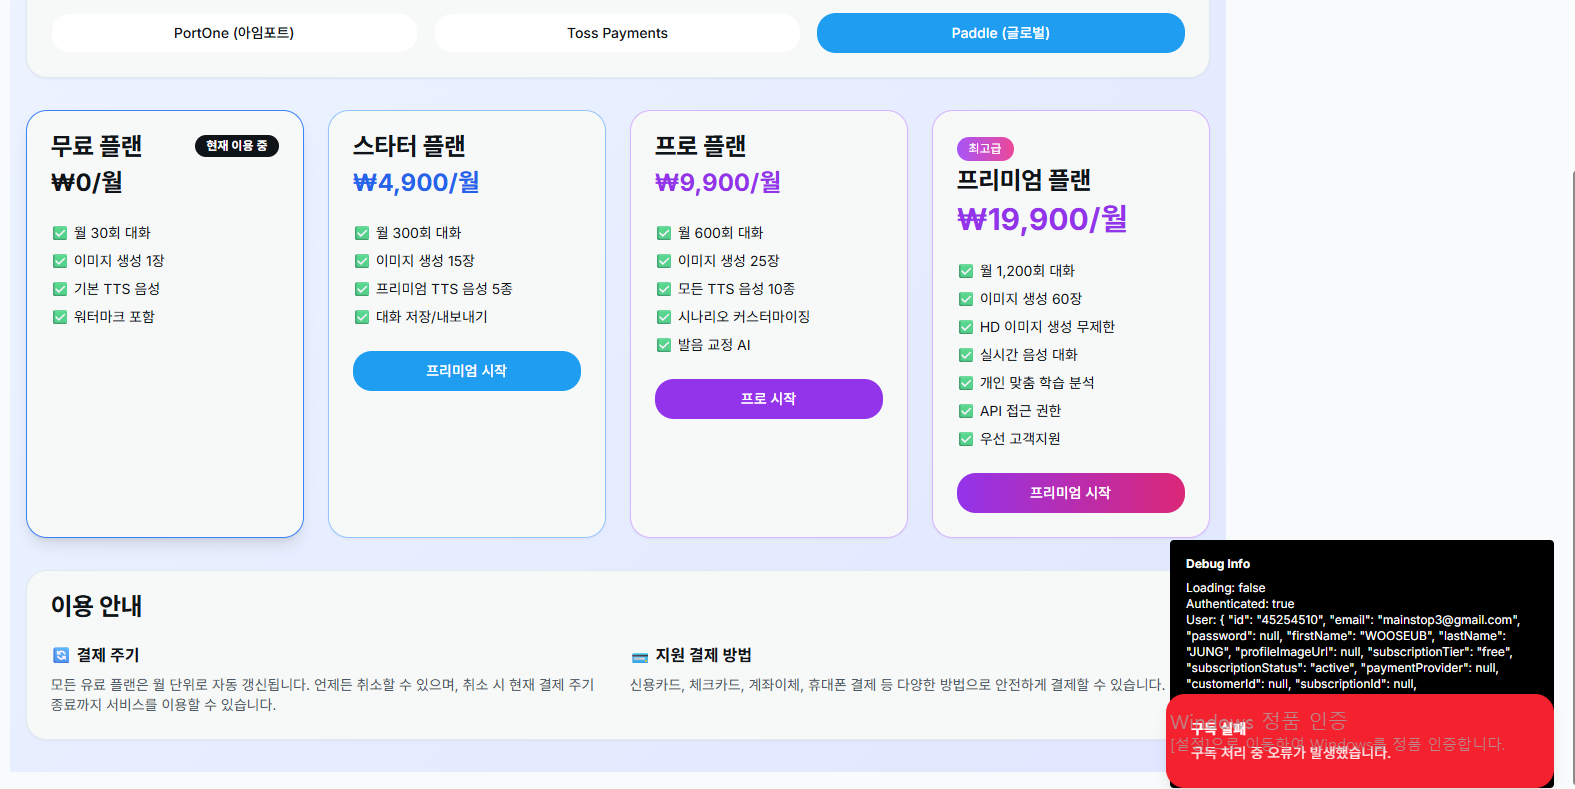 PortOne (아임포트)
Toss Payments
Paddle (글로벌)
무료 플랜
현재 이용 중
₩0/월
월 30회 대화
이미지 생성 1장
기본 TTS 음성
워터마크 포함
스타터 플랜
₩4,900/월
월 300회 대화
이미지 생성 15장
프리미엄 TTS 음성 5종
대화 저장/내보내기
프리미엄 시작
프로 플랜
₩9,900/월
월 600회 대화
이미지 생성 25장
모든 TTS 음성 10종
시나리오 커스터마이징
발음 교정 AI
프로 시작
최고급
프리미엄 플랜
₩19,900/월
월 1,200회 대화
이미지 생성 60장
HD 이미지 생성 무제한
실시간 음성 대화
개인 맞춤 학습 분석
API 접근 권한
우선 고객지원
프리미엄 시작
이용 안내
결제 주기
모든 유료 플랜은 월 단위로 자동 갱신됩니다. 언제든 취소할 수 있으며, 취소 시 현재 결제 주기
종료까지 서비스를 이용할 수 있습니다.
지원 결제 방법
신용카드, 체크카드, 계좌이체, 휴대폰 결제 등 다양한 방법으로 안전하게 결제할 수 있습니다.
Debug Info
Loading: false
Authenticated: true
User: { "id": "45254510", "email": "mainstop3@gmail.com",
"password": null, "firstName": "WOOSEUB", "lastName":
"JUNG", "profileImageUrl": null, "subscriptionTier": "free",
"subscriptionStatus": "active", "paymentProvider": null,
"customerId": null, "subscriptionId": null,
Windows 정품 인증
구독 실패
[설정]으로 이동하여 Windows를 정품 인증합니다.
구독 처리 중 오류가 발생했습니다.